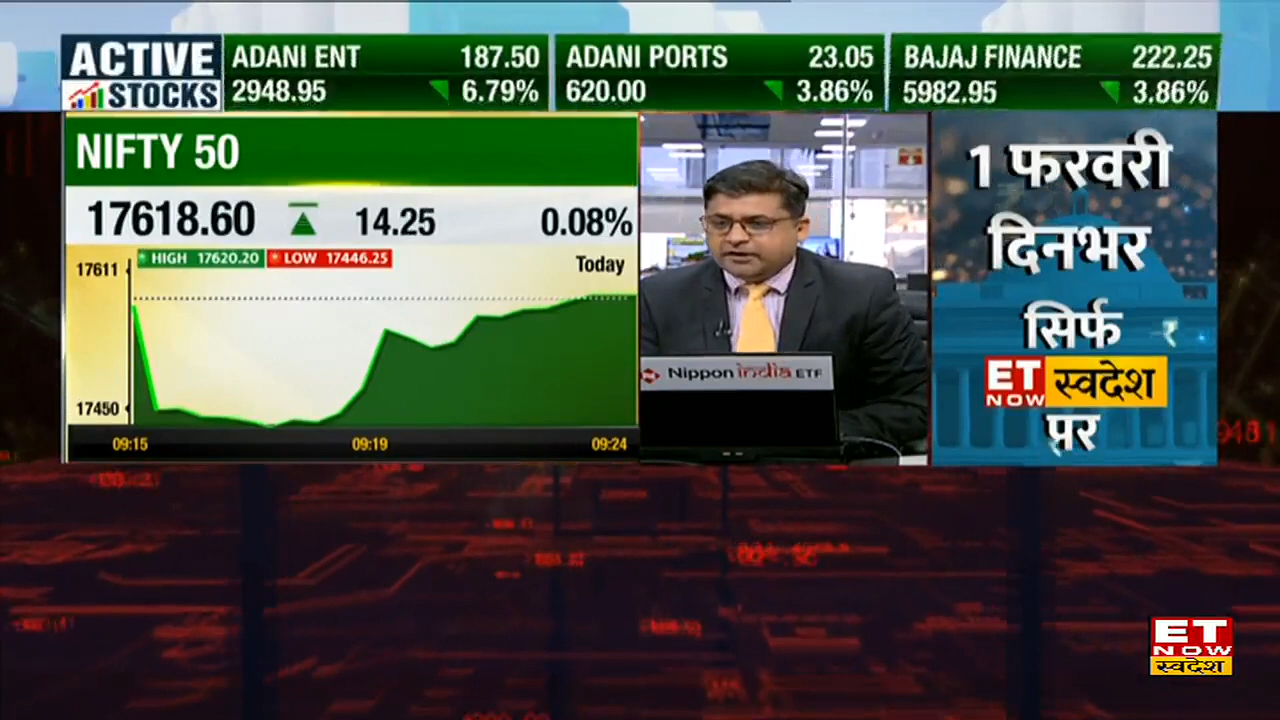 ACTIVE
STOCKS
ADANI ENT 187.50
2948.95 6.79%
ADANI PORTS 23.05
620.00 3.86%
BAJAJ FINANCE 222.25
5982.95 3.86%
NIFTY 50
17618.60 14.25 0.08%
HIGH 17620.20 LOW 17446.25
Today
17611
17450
09:15 09:19 09:24
Nippon india ETF
1 फरवरी
दिनभर
सिर्फ
ET
NOW
स्वदेश
पर
ET
NOW
स्वदेश